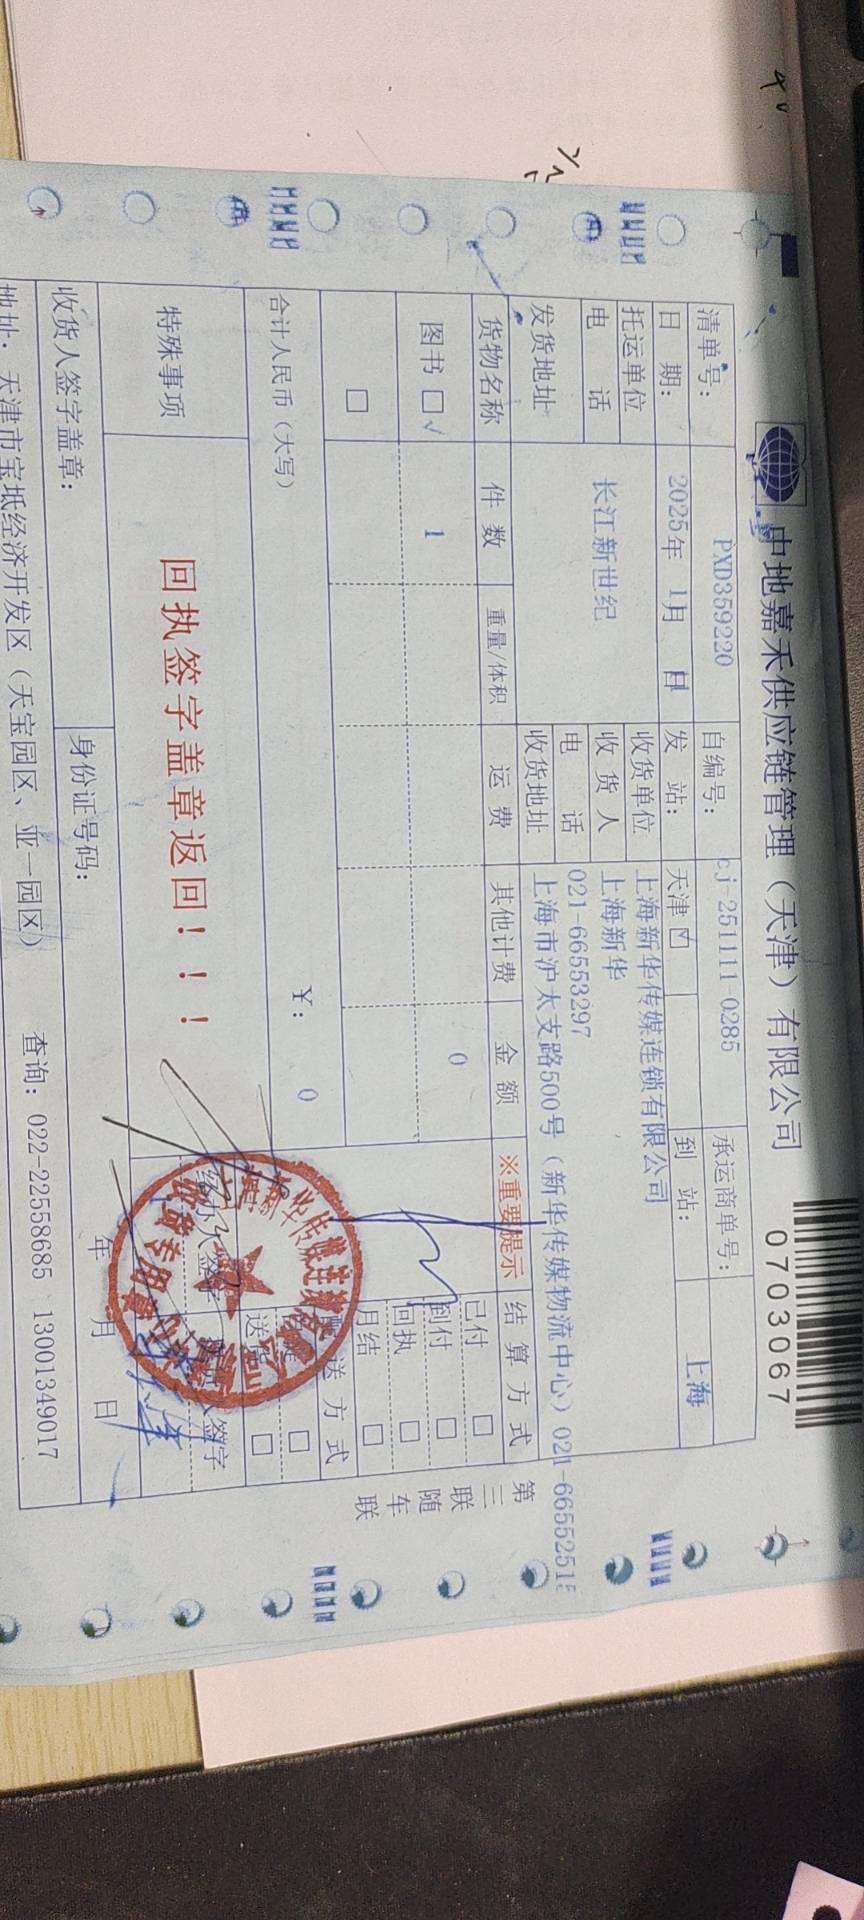 中地嘉禾供应链管理（天津）有限公司
0703067
清单号： PXD359220 自编号： cj-251111-0285 承运商单号：
日 期： 2025年 1月 日 发 站： 天津 到 站： 上海
托运单位 长江新世纪 收货单位 上海新华传媒连锁有限公司
收 货 人 上海新华
电 话 电 话 021-66553297
发货地址 收货地址 上海市沪太支路500号（新华传媒物流中心）021-6655251
货物名称 件 数 重量/体积 运 费 其他计费 金 额 ※重要提示 结 算 方 式
图书 □√ 1 0 已付 □
到付 □
□ 回执 □
月结 □
合计人民币（大写） ￥： 0 送 方 式
□
送 □
特殊事项 回执签字盖章返回！！！ 经办人签字 人签字
收货人签字盖章： 身份证号码： 年 月 日
地址：天津市宝坻经济开发区（天宝园区、亚一园区） 查询：022-22558685 13001349017
第三联 随车联